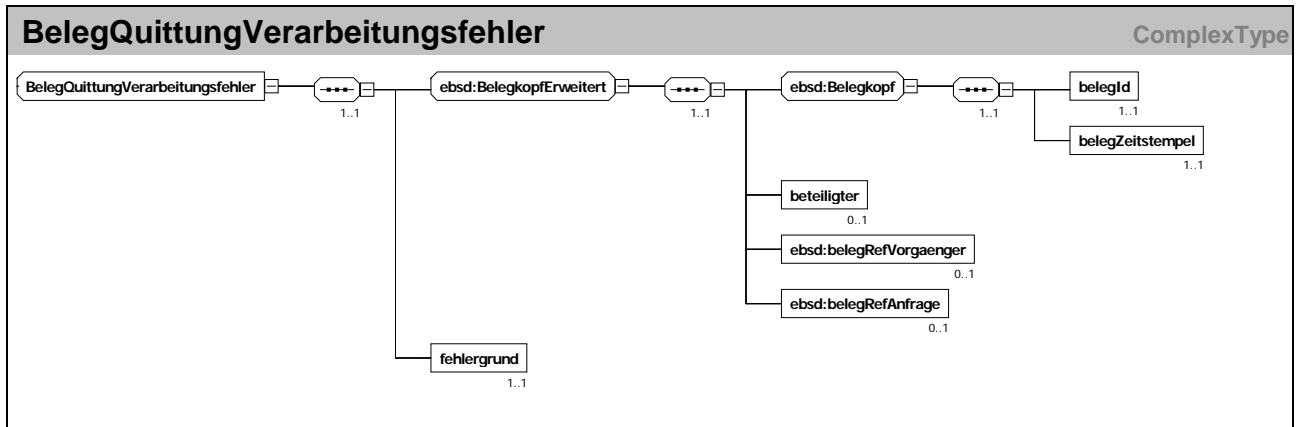 BelegQuittungVerarbeitungsfehler ComplexType
BelegQuittungVerarbeitungsfehler ebsd:BelegkopfErweitert ebsd:Belegkopf belegId
1..1 1..1 1..1 1..1
belegZeitstempel
1..1
beteiligter
0..1
ebsd:belegRefVorgaenger
0..1
ebsd:belegRefAnfrage
0..1
fehlergrund
1..1